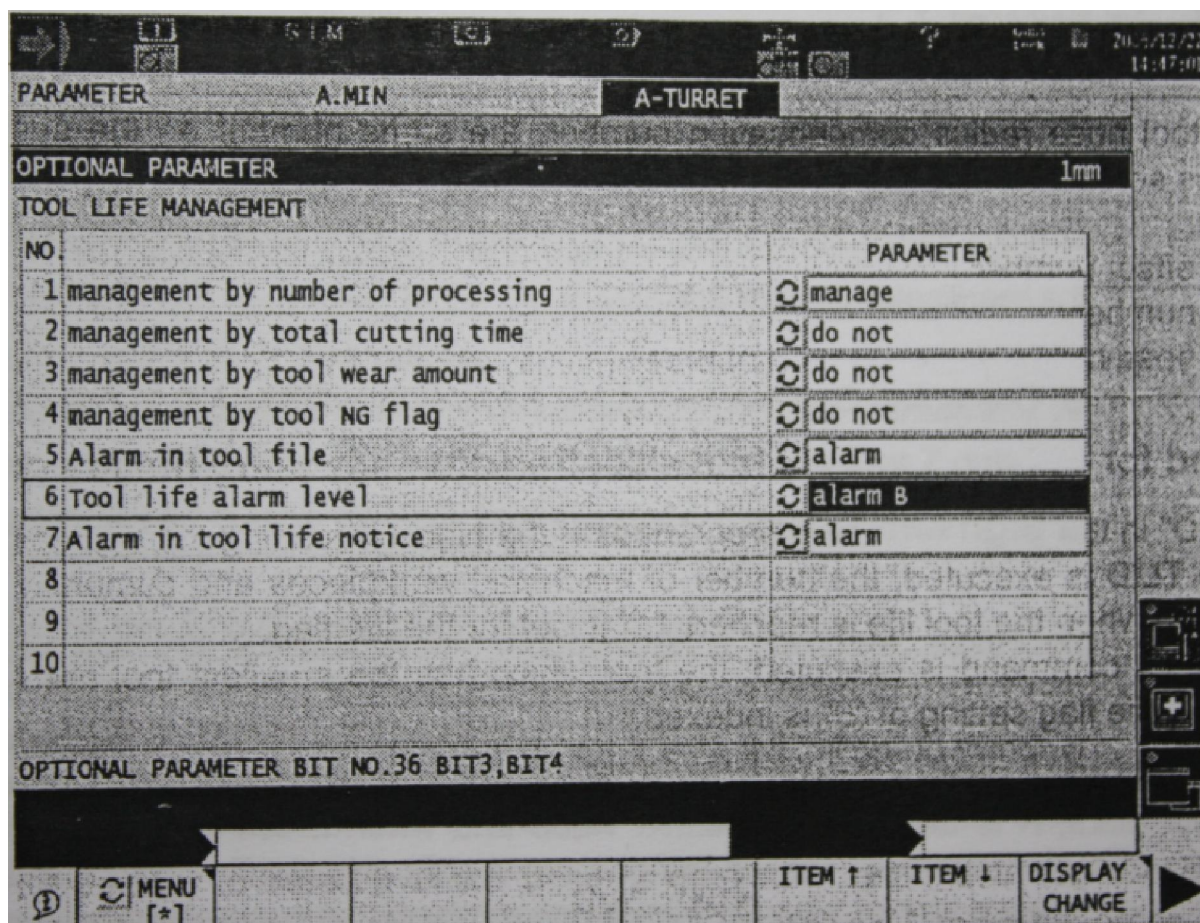 PARAMETER A.MIN A-TURRET
OPTIONAL PARAMETER 1mm
TOOL LIFE MANAGEMENT
NO. PARAMETER
1 management by number of processing manage
2 management by total cutting time do not
3 management by tool wear amount do not
4 management by tool NG flag do not
5 Alarm in tool file alarm
6 Tool life alarm level alarm B
7 Alarm in tool life notice alarm
8
9
10
OPTIONAL PARAMETER BIT NO.36 BIT3,BIT4
MENU ITEM ↑ ITEM ↓ DISPLAY
[*] CHANGE